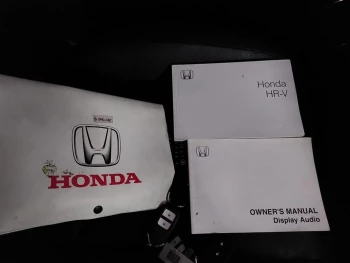 HONDA
Honda
HR-V
OWNER'S MANUAL
Display Audio